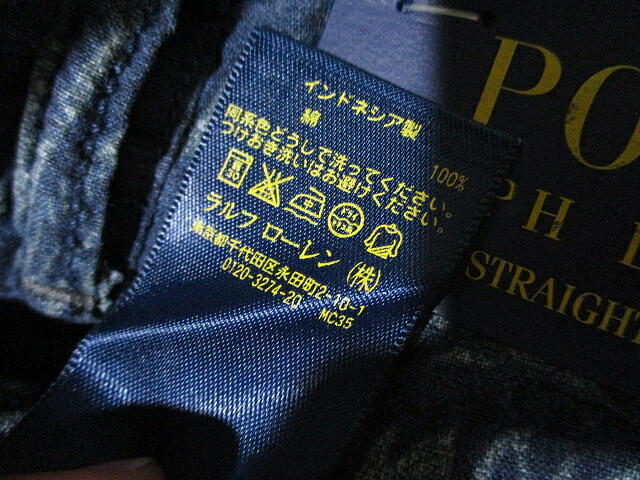 インドネシア製
綿 100%
同系色どうしで洗ってください。
つけおき洗いはお避けください。
ラルフ ローレン (株)
東京都千代田区永田町2-10-1
0120-3274-20 MC35
PO
PH L
STRAIGHT